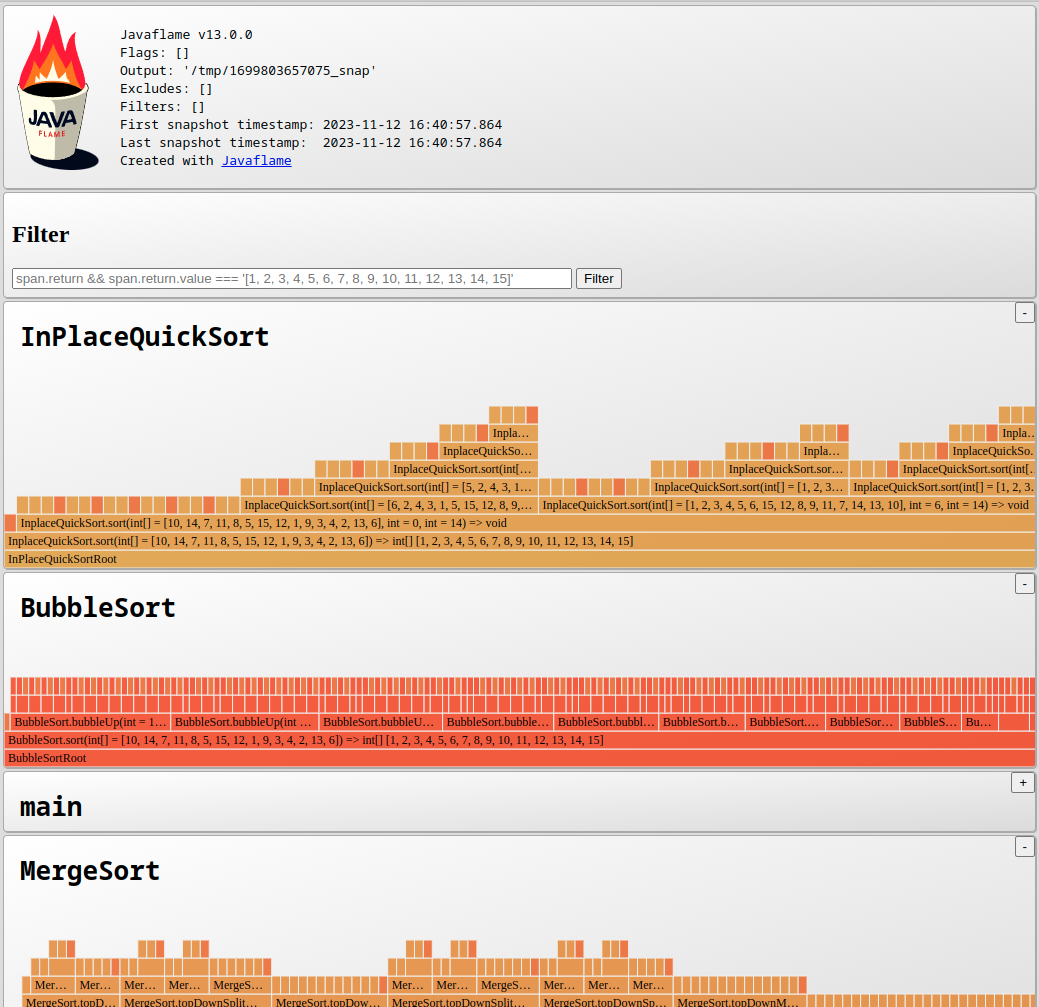 JAVA
FLAME
Javaflame v13.0.0
Flags: []
Output: '/tmp/1699803657075_snap'
Excludes: []
Filters: []
First snapshot timestamp: 2023-11-12 16:40:57.864
Last snapshot timestamp: 2023-11-12 16:40:57.864
Created with Javaflame
Filter
span.return && span.return.value === '[1, 2, 3, 4, 5, 6, 7, 8, 9, 10, 11, 12, 13, 14, 15]' Filter
-
InPlaceQuickSort
Inpla…
Inpla… Inpla… Inpla..
InplaceQuickSo… Inpla… InplaceQuickSo.
InplaceQuickSort.sort(int[… InplaceQuickSort.sor… InplaceQuickSort.sort(int[..
InplaceQuickSort.sort(int[] = [5, 2, 4, 3, 1… InplaceQuickSort.sort(int[] = [1, 2, 3… InplaceQuickSort.sort(int[] = [1, 2, 3.
InplaceQuickSort.sort(int[] = [6, 2, 4, 3, 1, 5, 15, 12, 8, 9,… InplaceQuickSort.sort(int[] = [1, 2, 3, 4, 5, 6, 15, 12, 8, 9, 11, 7, 14, 13, 10], int = 6, int = 14) => void
InplaceQuickSort.sort(int[] = [10, 14, 7, 11, 8, 5, 15, 12, 1, 9, 3, 4, 2, 13, 6], int = 0, int = 14) => void
InplaceQuickSort.sort(int[] = [10, 14, 7, 11, 8, 5, 15, 12, 1, 9, 3, 4, 2, 13, 6]) => int[] [1, 2, 3, 4, 5, 6, 7, 8, 9, 10, 11, 12, 13, 14, 15]
InPlaceQuickSortRoot
-
BubbleSort
BubbleSort.bubbleUp(int = 1… BubbleSort.bubbleUp(int … BubbleSort.bubbleU… BubbleSort.bubble… BubbleSort.bubbl… BubbleSort.b… BubbleSort.… BubbleSor… BubbleS… Bu…
BubbleSort.sort(int[] = [10, 14, 7, 11, 8, 5, 15, 12, 1, 9, 3, 4, 2, 13, 6]) => int[] [1, 2, 3, 4, 5, 6, 7, 8, 9, 10, 11, 12, 13, 14, 15]
BubbleSortRoot
+
main
-
MergeSort
Mer… Mer… Mer… Mer… MergeS… Mer… Mer… MergeS… Mer… Mer… Mer…
MergeSort.topD… MergeSort.topDownSplit… MergeSort.topDow… MergeSort.topDownSplit… MergeSort.topDownSp… MergeSort.topDownM…